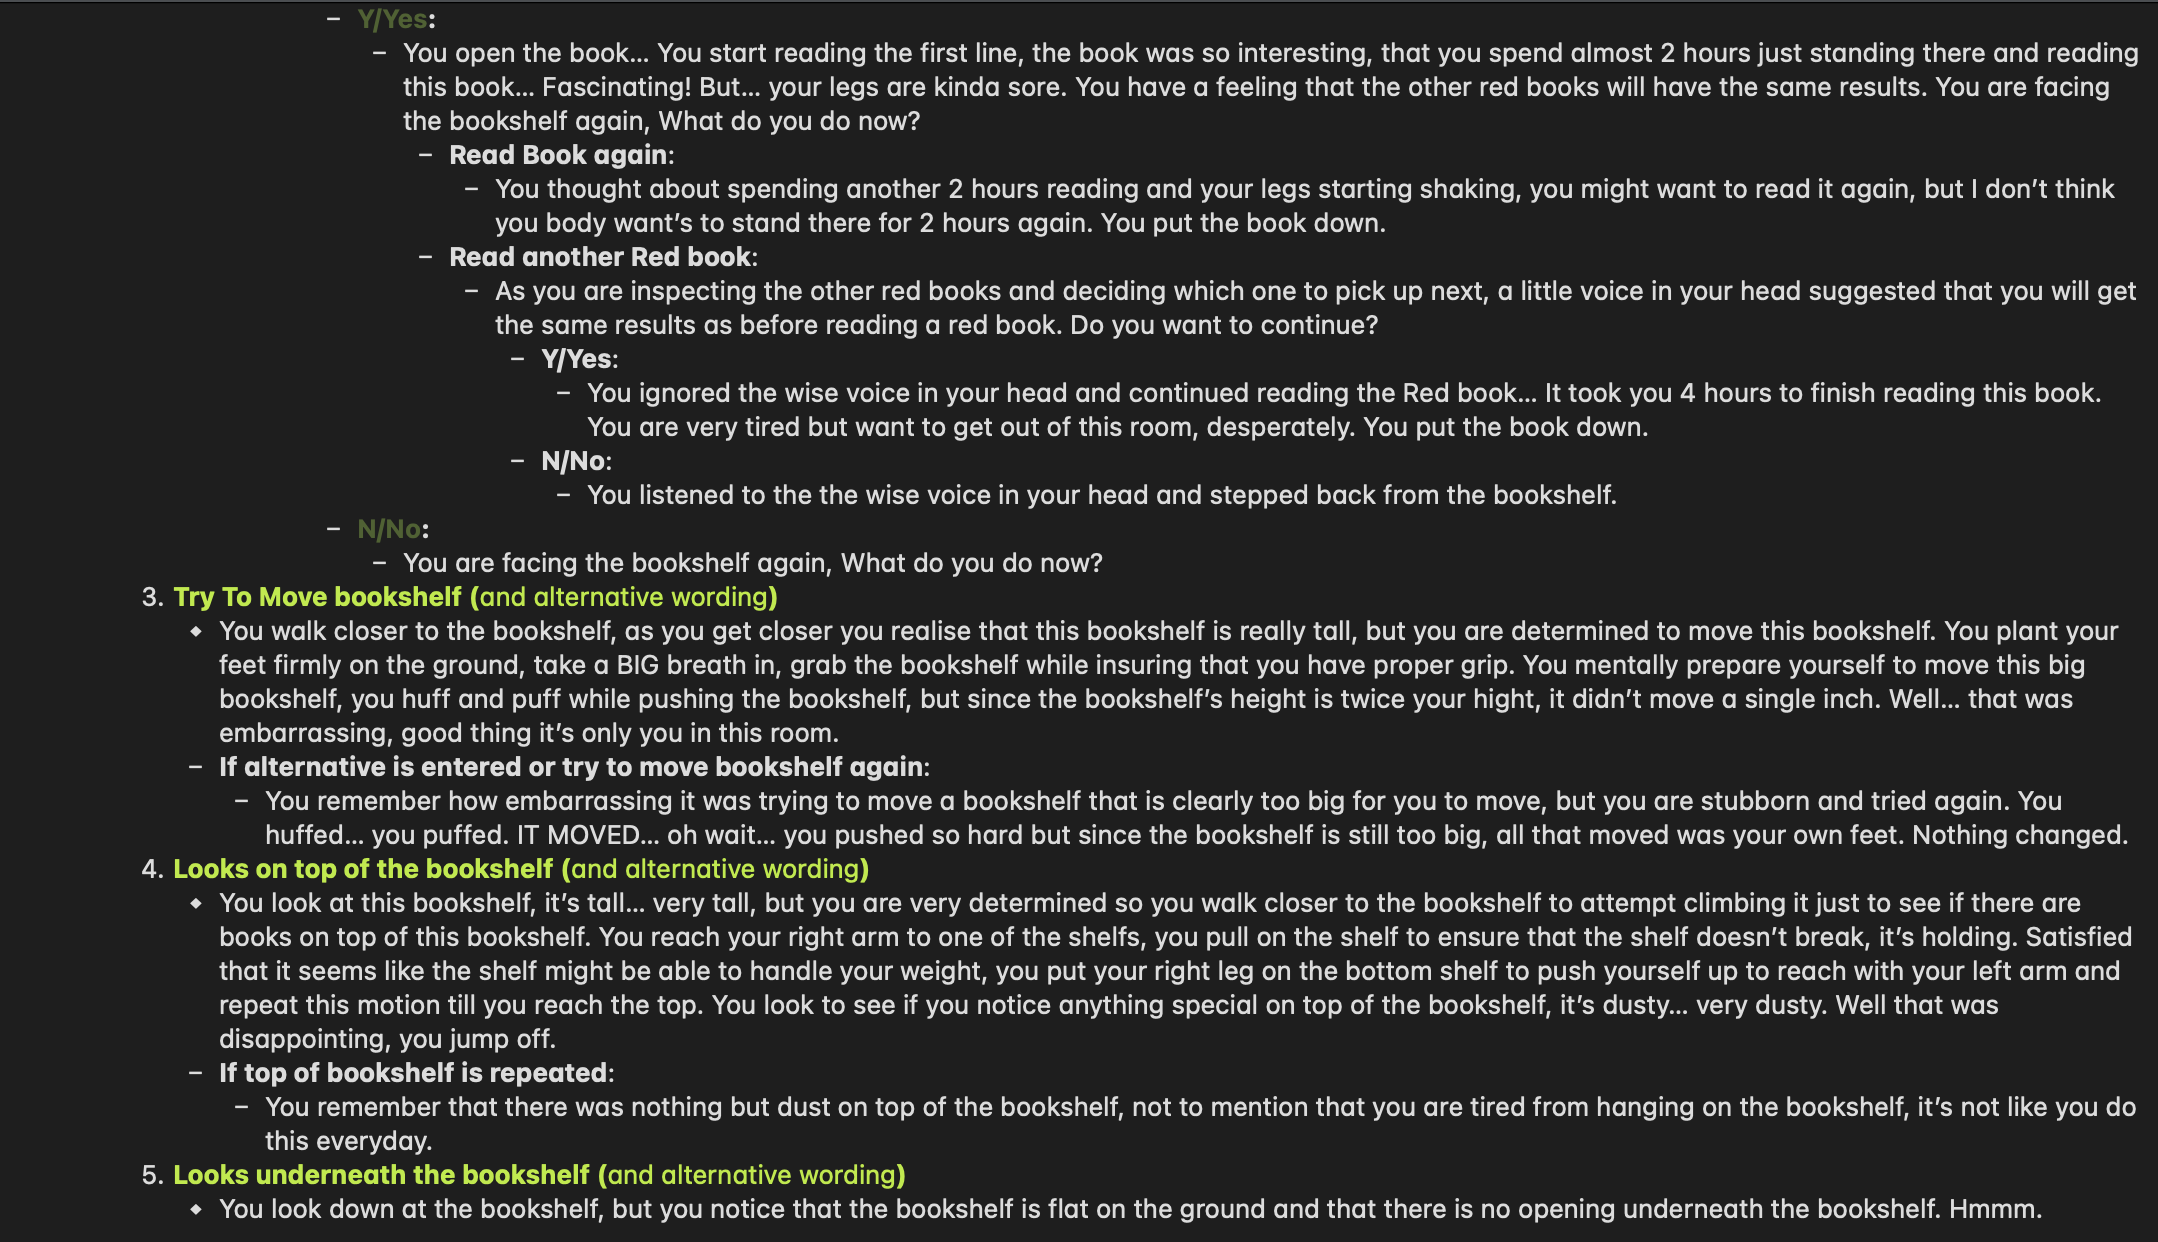 – Y/Yes:
– You open the book... You start reading the first line, the book was so interesting, that you spend almost 2 hours just standing there and reading
this book... Fascinating! But... your legs are kinda sore. You have a feeling that the other red books will have the same results. You are facing
the bookshelf again, What do you do now?
– Read Book again:
– You thought about spending another 2 hours reading and your legs starting shaking, you might want to read it again, but I don’t think
you body want’s to stand there for 2 hours again. You put the book down.
– Read another Red book:
– As you are inspecting the other red books and deciding which one to pick up next, a little voice in your head suggested that you will get
the same results as before reading a red book. Do you want to continue?
– Y/Yes:
– You ignored the wise voice in your head and continued reading the Red book... It took you 4 hours to finish reading this book.
You are very tired but want to get out of this room, desperately. You put the book down.
– N/No:
– You listened to the the wise voice in your head and stepped back from the bookshelf.
– N/No:
– You are facing the bookshelf again, What do you do now?
3. Try To Move bookshelf (and alternative wording)
◆ You walk closer to the bookshelf, as you get closer you realise that this bookshelf is really tall, but you are determined to move this bookshelf. You plant your
feet firmly on the ground, take a BIG breath in, grab the bookshelf while insuring that you have proper grip. You mentally prepare yourself to move this big
bookshelf, you huff and puff while pushing the bookshelf, but since the bookshelf’s height is twice your hight, it didn’t move a single inch. Well... that was
embarrassing, good thing it’s only you in this room.
– If alternative is entered or try to move bookshelf again:
– You remember how embarrassing it was trying to move a bookshelf that is clearly too big for you to move, but you are stubborn and tried again. You
huffed... you puffed. IT MOVED... oh wait... you pushed so hard but since the bookshelf is still too big, all that moved was your own feet. Nothing changed.
4. Looks on top of the bookshelf (and alternative wording)
◆ You look at this bookshelf, it’s tall... very tall, but you are very determined so you walk closer to the bookshelf to attempt climbing it just to see if there are
books on top of this bookshelf. You reach your right arm to one of the shelfs, you pull on the shelf to ensure that the shelf doesn’t break, it’s holding. Satisfied
that it seems like the shelf might be able to handle your weight, you put your right leg on the bottom shelf to push yourself up to reach with your left arm and
repeat this motion till you reach the top. You look to see if you notice anything special on top of the bookshelf, it’s dusty... very dusty. Well that was
disappointing, you jump off.
– If top of bookshelf is repeated:
– You remember that there was nothing but dust on top of the bookshelf, not to mention that you are tired from hanging on the bookshelf, it’s not like you do
this everyday.
5. Looks underneath the bookshelf (and alternative wording)
◆ You look down at the bookshelf, but you notice that the bookshelf is flat on the ground and that there is no opening underneath the bookshelf. Hmmm.